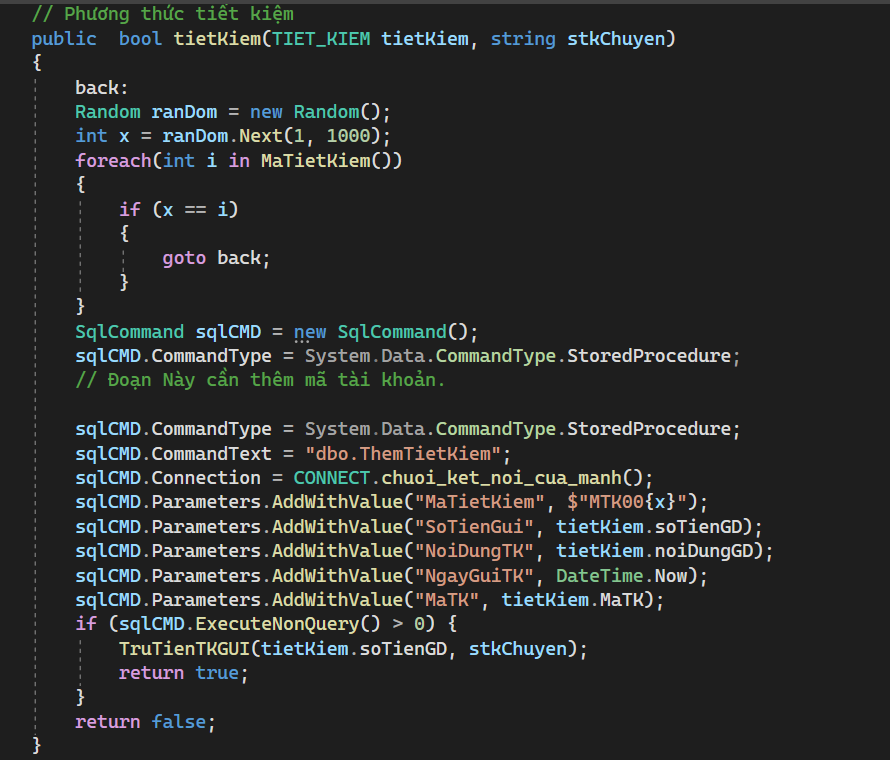 // Phương thức tiết kiệm
public  bool tietKiem(TIET_KIEM tietKiem, string stkChuyen)
{
back:
Random ranDom = new Random();
int x = ranDom.Next(1, 1000);
foreach(int i in MaTietKiem())
{
if (x == i)
{
goto back;
}
}
SqlCommand sqlCMD = new SqlCommand();
sqlCMD.CommandType = System.Data.CommandType.StoredProcedure;
// Đoạn Này cần thêm mã tài khoản.
sqlCMD.CommandType = System.Data.CommandType.StoredProcedure;
sqlCMD.CommandText = "dbo.ThemTietKiem";
sqlCMD.Connection = CONNECT.chuoi_ket_noi_cua_manh();
sqlCMD.Parameters.AddWithValue("MaTietKiem", $"MTK00{x}");
sqlCMD.Parameters.AddWithValue("SoTienGui", tietKiem.soTienGD);
sqlCMD.Parameters.AddWithValue("NoiDungTK", tietKiem.noiDungGD);
sqlCMD.Parameters.AddWithValue("NgayGuiTK", DateTime.Now);
sqlCMD.Parameters.AddWithValue("MaTK", tietKiem.MaTK);
if (sqlCMD.ExecuteNonQuery() > 0) {
TruTienTKGUI(tietKiem.soTienGD, stkChuyen);
return true;
}
return false;
}